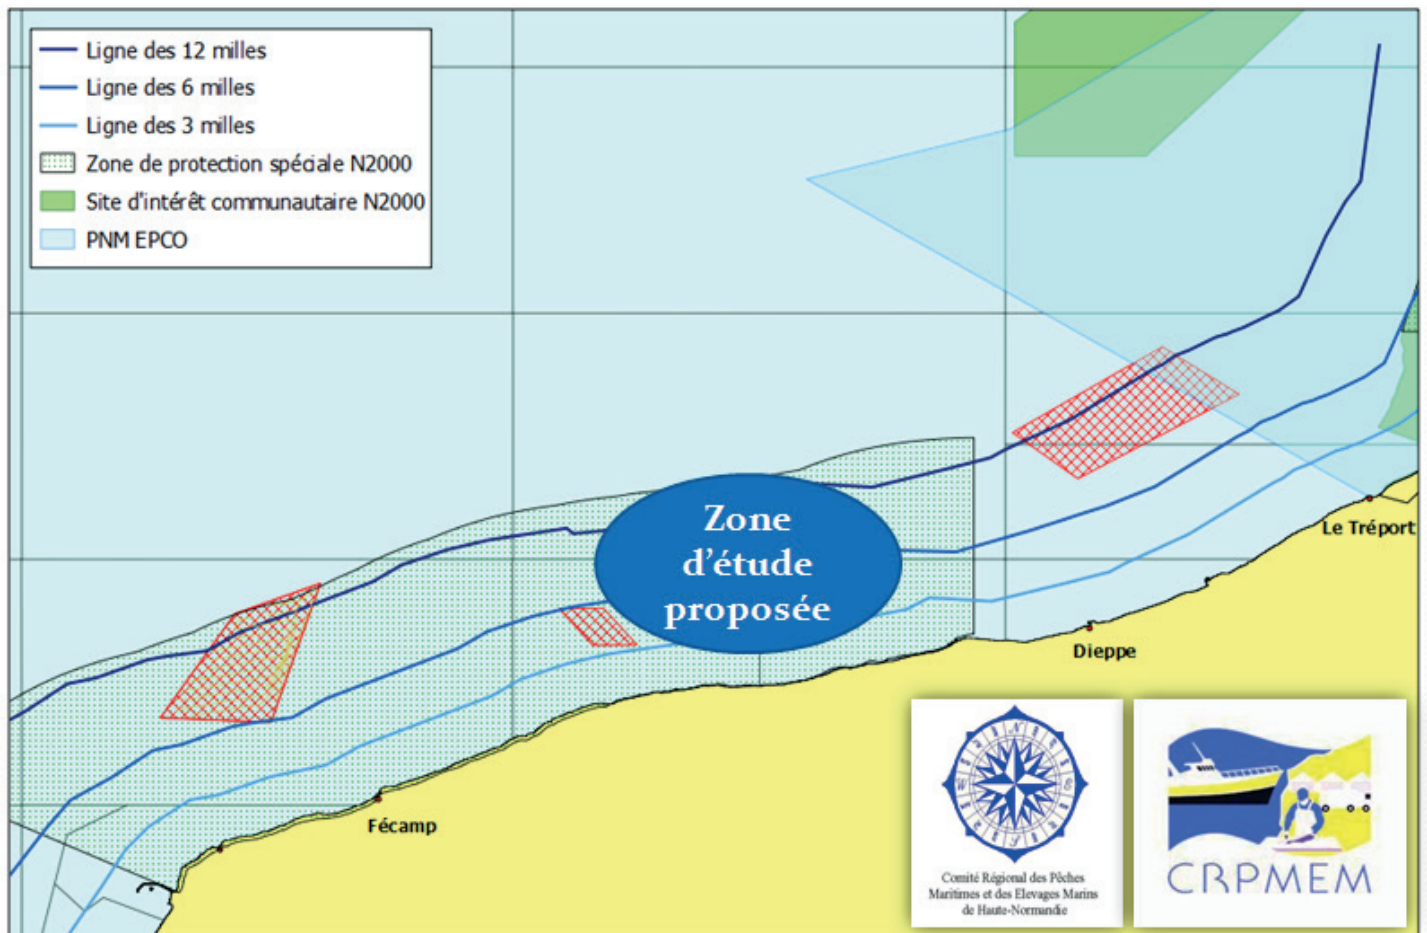 Ligne des 12 milles
Ligne des 6 milles
Ligne des 3 milles
Zone de protection spéciale N2000
Site d'intérêt communautaire N2000
PNM EPCO
Zone
d'étude
proposée
Le Tréport
Dieppe
Fécamp
Comité Régional des Pêches
Maritimes et des Elevages Marins
de Haute-Normandie
CRPMEM